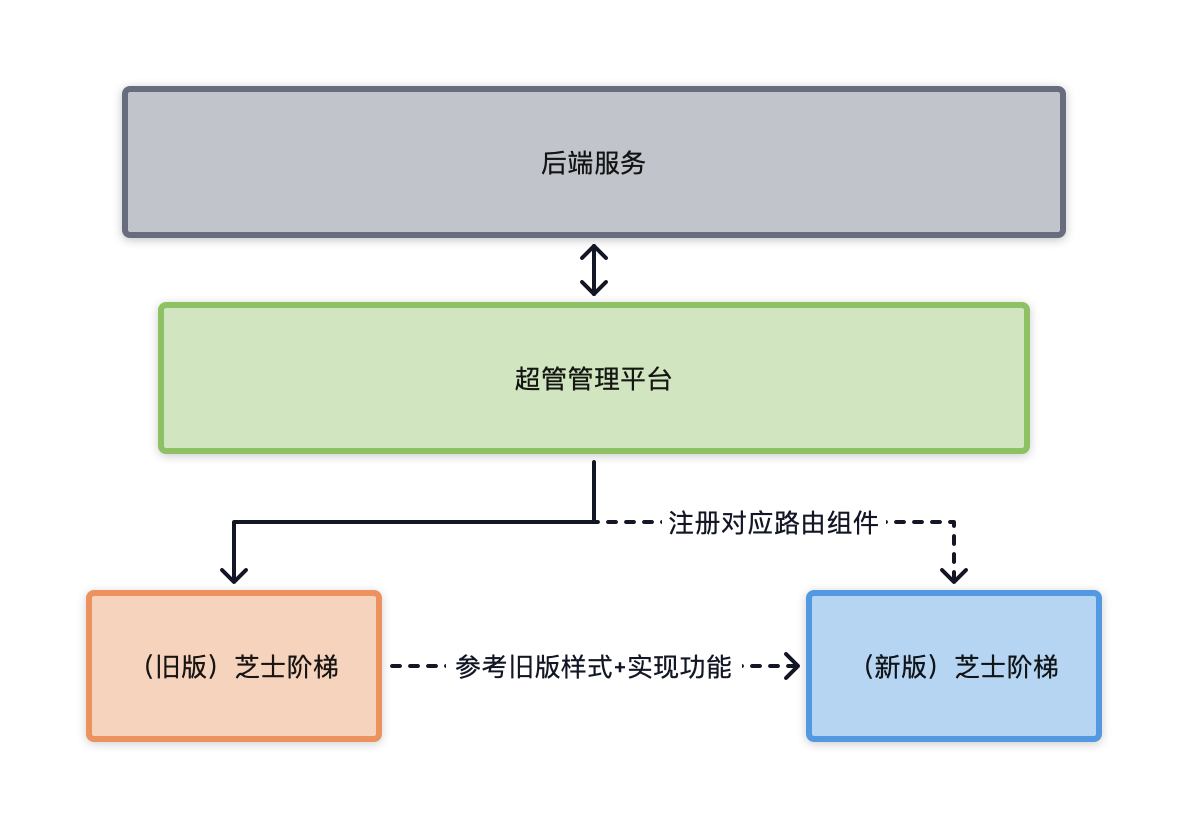 后端服务
超管管理平台
注册对应路由组件
（旧版）芝士阶梯
参考旧版样式+实现功能
（新版）芝士阶梯